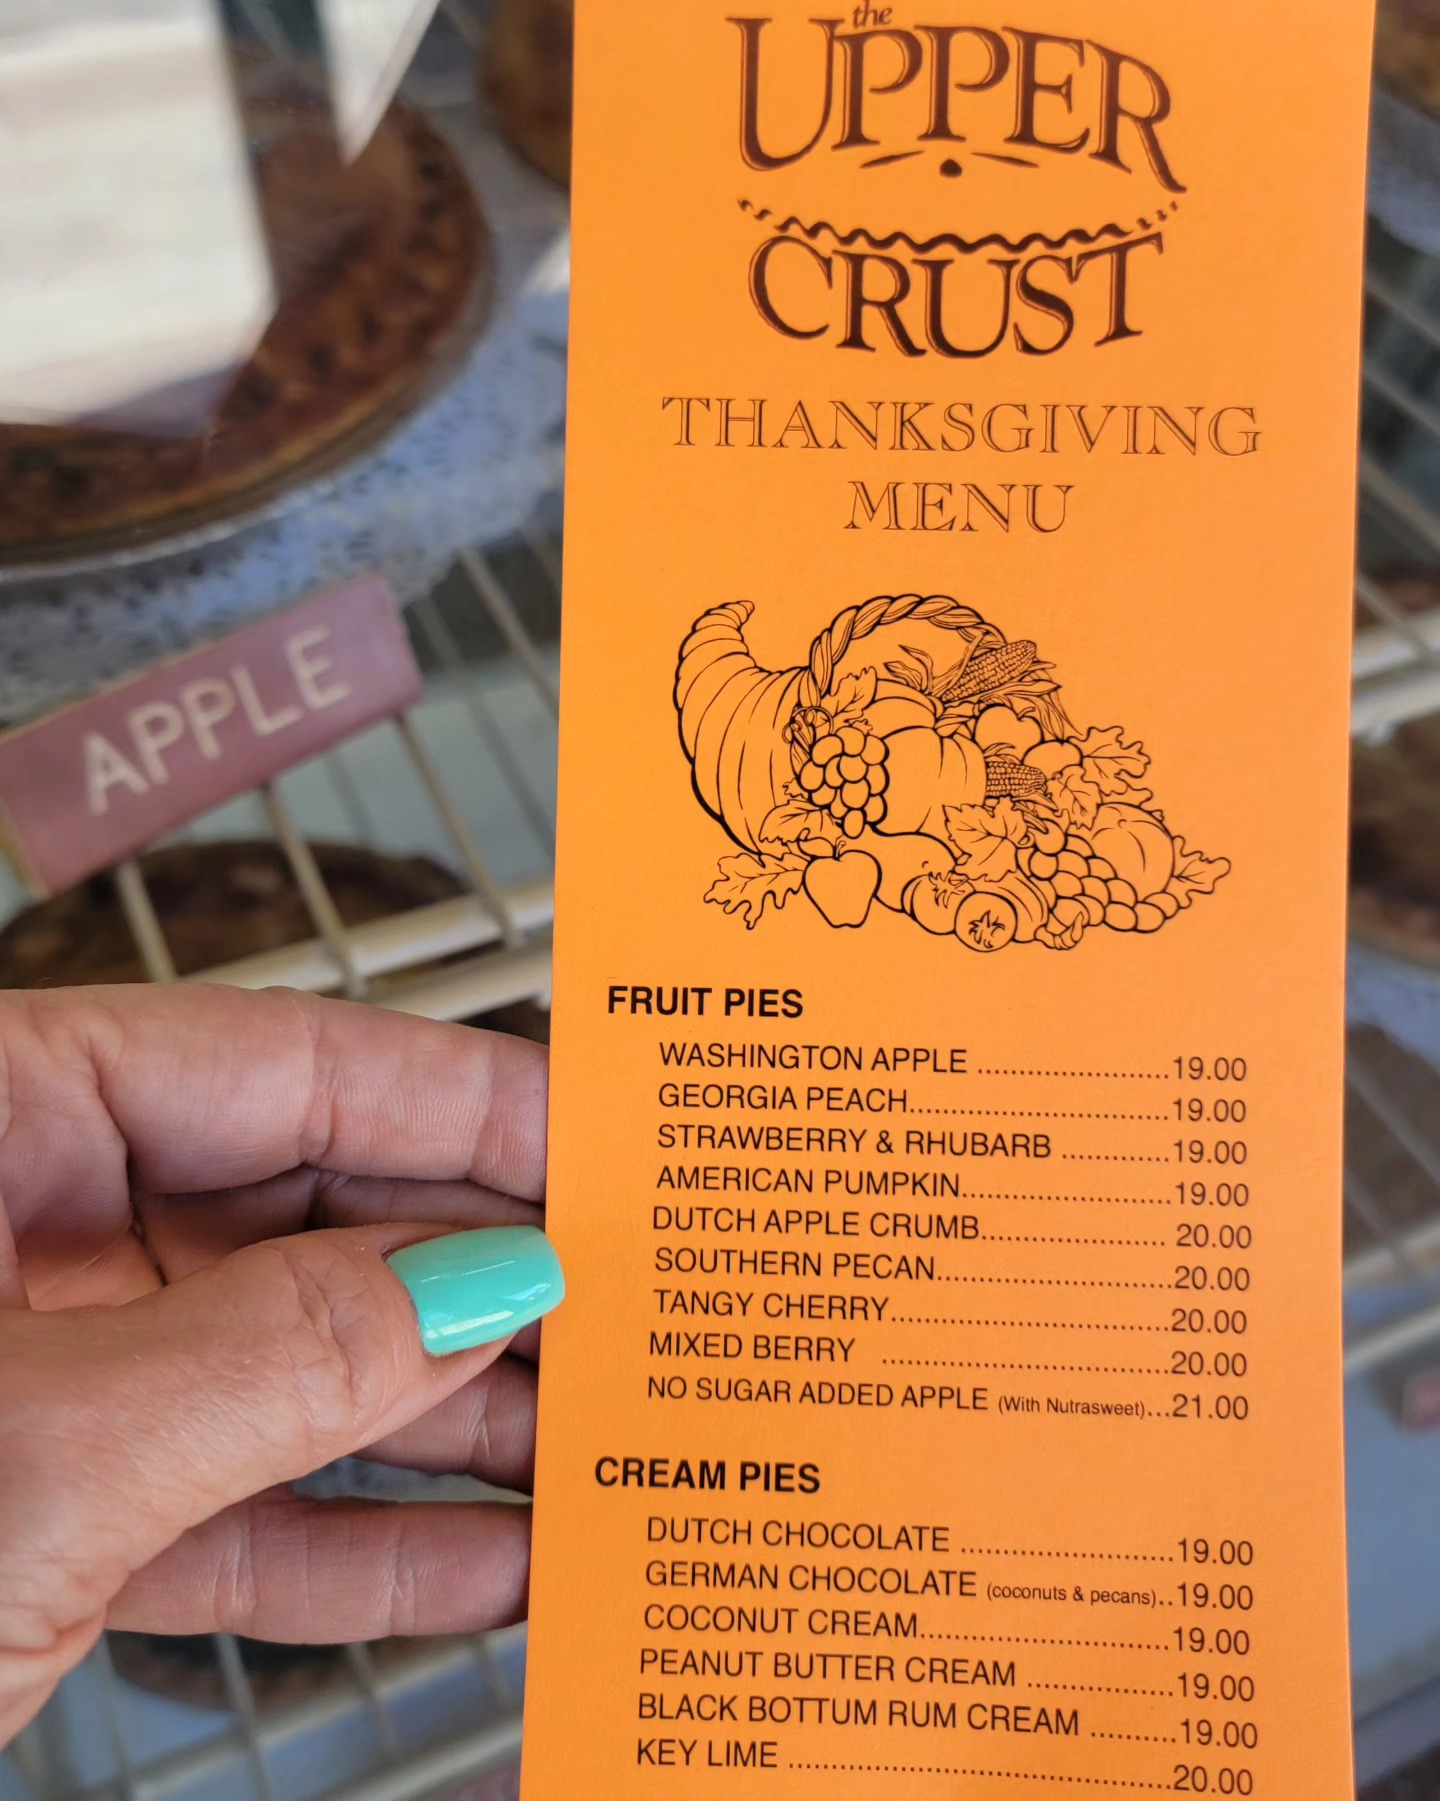 the
UPPER
CRUST
THANKSGIVING
MENU
APPLE
FRUIT PIES
WASHINGTON APPLE .......................19.00
GEORGIA PEACH...............................19.00
STRAWBERRY & RHUBARB .............19.00
AMERICAN PUMPKIN.........................19.00
DUTCH APPLE CRUMB...................... 20.00
SOUTHERN PECAN............................20.00
TANGY CHERRY.................................20.00
MIXED BERRY ..................................20.00
NO SUGAR ADDED APPLE (With Nutrasweet)...21.00
CREAM PIES
DUTCH CHOCOLATE .........................19.00
GERMAN CHOCOLATE (coconuts & pecans)..19.00
COCONUT CREAM..............................19.00
PEANUT BUTTER CREAM .................19.00
BLACK BOTTUM RUM CREAM ..........19.00
KEY LIME .............................................20.00